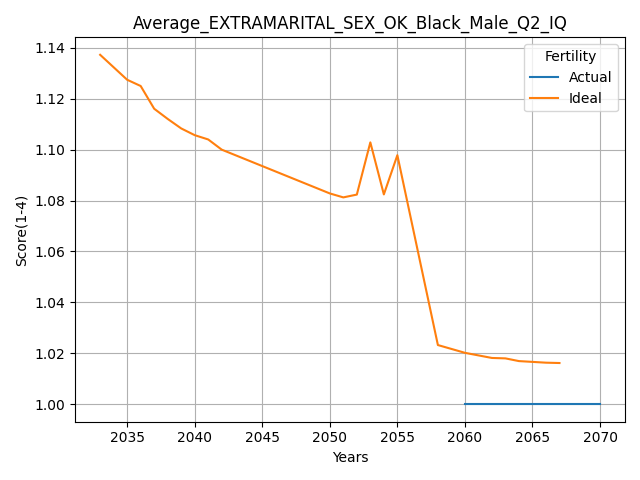 Average_EXTRAMARITAL_SEX_OK_Black_Male_Q2_IQ
Fertility
Actual
Ideal
Score(1-4)
1.14
1.12
1.10
1.08
1.06
1.04
1.02
1.00
2035 2040 2045 2050 2055 2060 2065 2070
Years